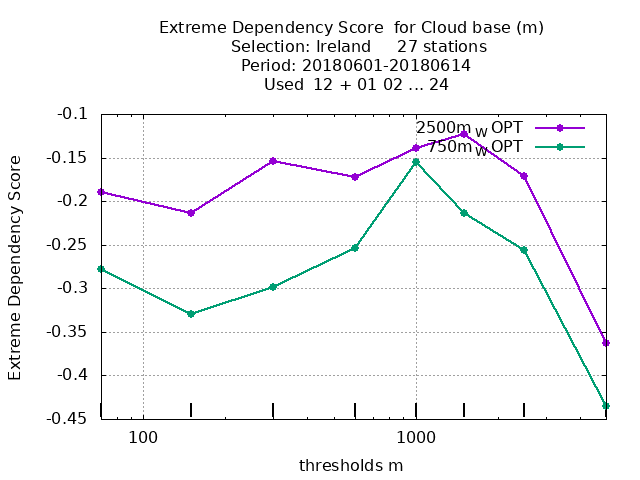 Extreme Dependency Score  for Cloud base (m)
Selection: Ireland     27 stations
Period: 20180601-20180614
Used  12 + 01 02 ... 24
2500m_W OPT
750m_W OPT
-0.1
-0.15
-0.2
-0.25
-0.3
-0.35
-0.4
-0.45
Extreme Dependency Score
100
1000
thresholds m